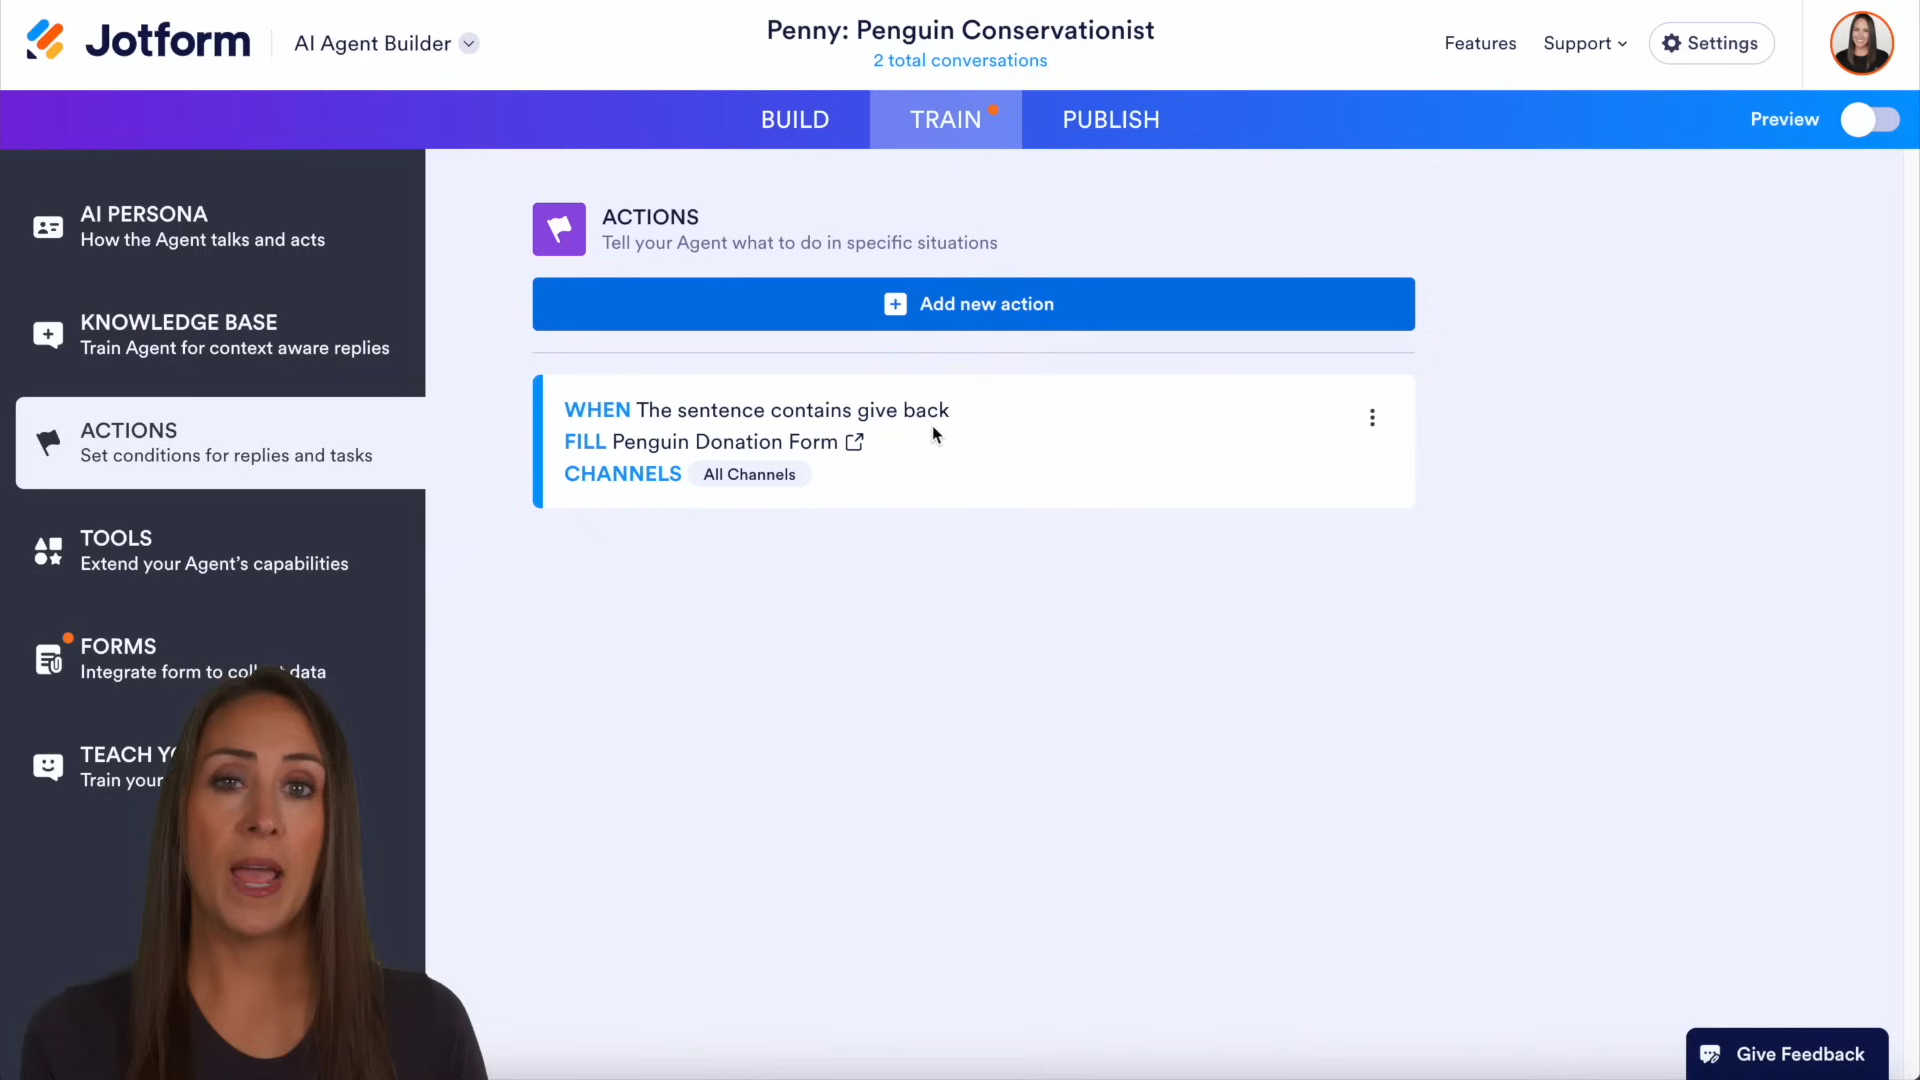 Jotform
AI Agent Builder
Penny: Penguin Conservationist
2 total conversations
Features
Support
Settings
BUILD
TRAIN
PUBLISH
Preview
AI PERSONA
How the Agent talks and acts
KNOWLEDGE BASE
Train Agent for context aware replies
ACTIONS
Set conditions for replies and tasks
TOOLS
Extend your Agent's capabilities
FORMS
Integrate form to data
TEACH
Train your
ACTIONS
Tell your Agent what to do in specific situations
Add new action
WHEN The sentence contains give back
FILL Penguin Donation Form
CHANNELS All Channels
Give Feedback